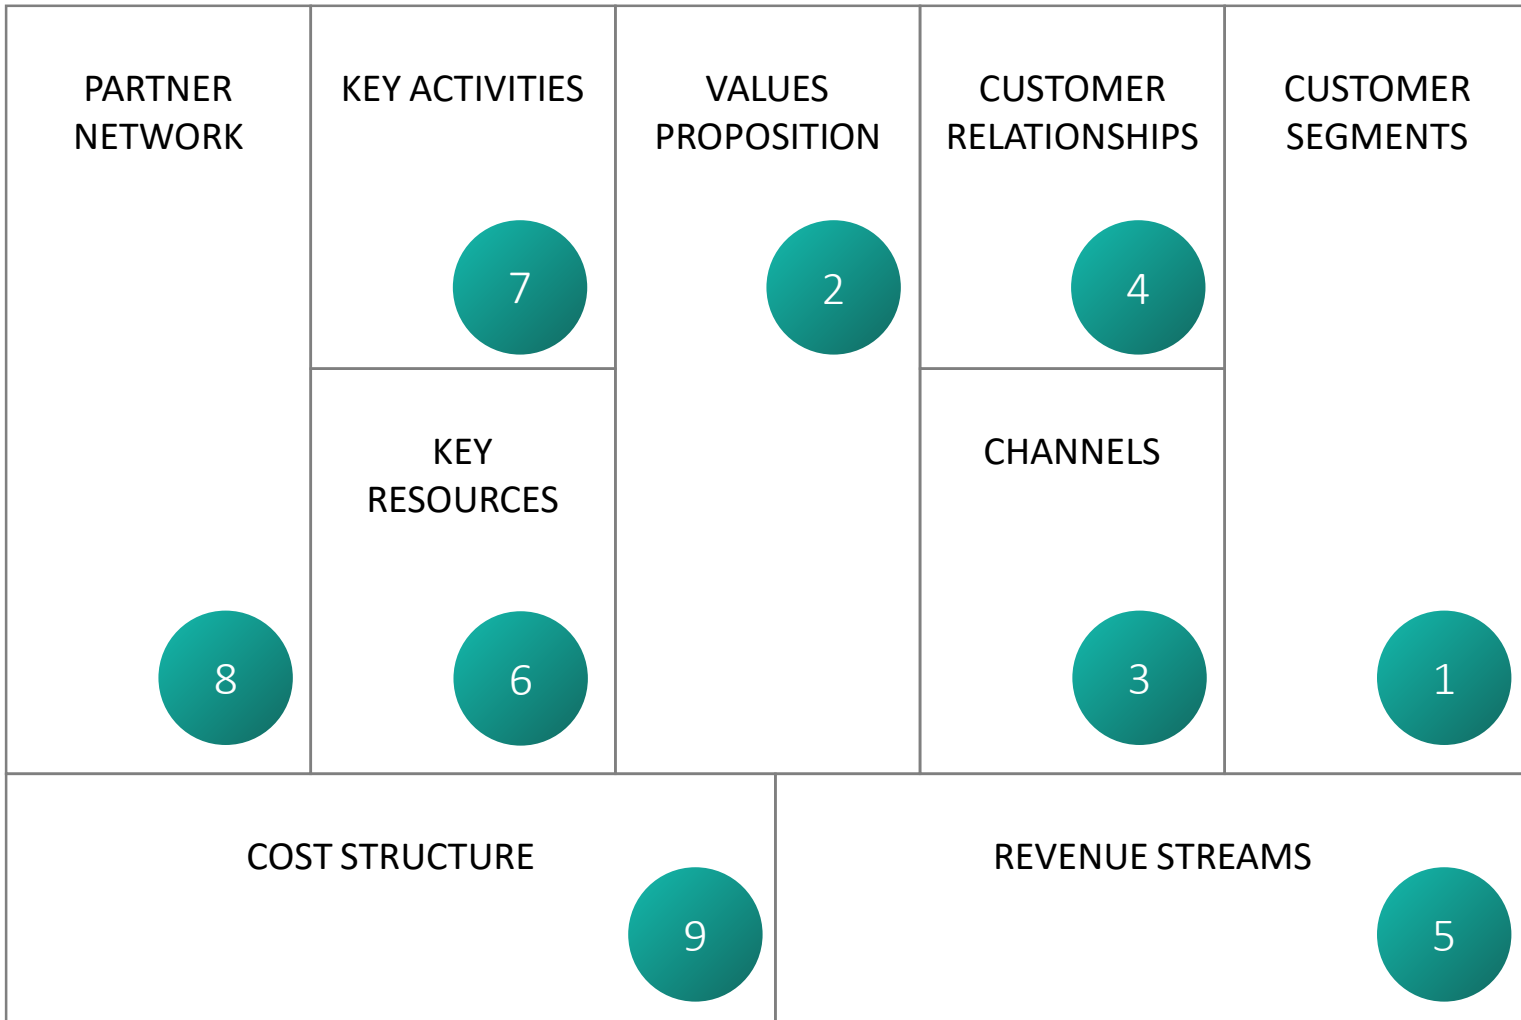 PARTNER
NETWORK
8
KEY ACTIVITIES
7
KEY
RESOURCES
6
VALUES
PROPOSITION
2
CUSTOMER
RELATIONSHIPS
4
CHANNELS
3
CUSTOMER
SEGMENTS
1
COST STRUCTURE
9
REVENUE STREAMS
5